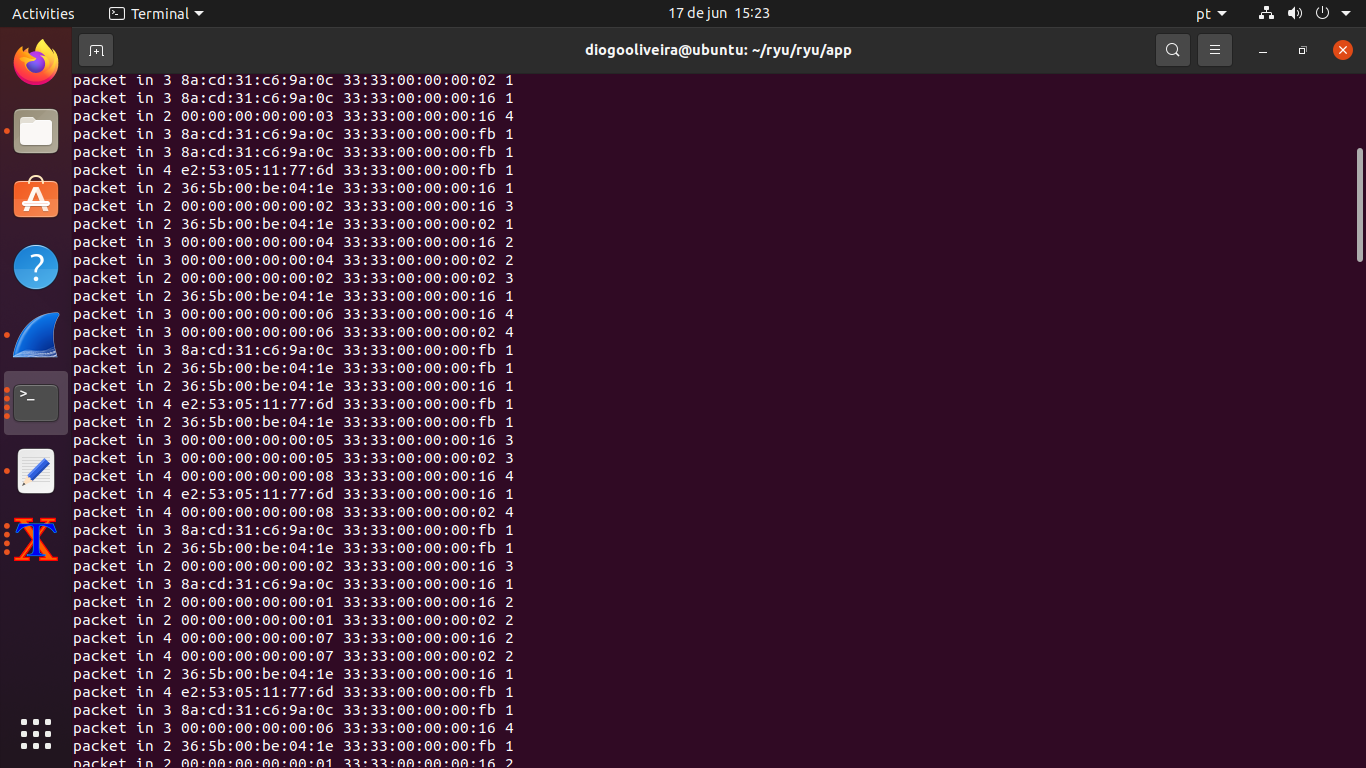 Activities Terminal 17 de jun 15:23 pt
diogooliveira@ubuntu: ~/ryu/ryu/app
packet in 3 8a:cd:31:c6:9a:0c 33:33:00:00:00:02 1
packet in 3 8a:cd:31:c6:9a:0c 33:33:00:00:00:16 1
packet in 2 00:00:00:00:00:03 33:33:00:00:00:16 4
packet in 3 8a:cd:31:c6:9a:0c 33:33:00:00:00:fb 1
packet in 3 8a:cd:31:c6:9a:0c 33:33:00:00:00:fb 1
packet in 4 e2:53:05:11:77:6d 33:33:00:00:00:fb 1
packet in 2 36:5b:00:be:04:1e 33:33:00:00:00:16 1
packet in 2 00:00:00:00:00:02 33:33:00:00:00:16 3
packet in 2 36:5b:00:be:04:1e 33:33:00:00:00:02 1
packet in 3 00:00:00:00:00:04 33:33:00:00:00:16 2
packet in 3 00:00:00:00:00:04 33:33:00:00:00:02 2
packet in 2 00:00:00:00:00:02 33:33:00:00:00:02 3
packet in 2 36:5b:00:be:04:1e 33:33:00:00:00:16 1
packet in 3 00:00:00:00:00:06 33:33:00:00:00:16 4
packet in 3 00:00:00:00:00:06 33:33:00:00:00:02 4
packet in 3 8a:cd:31:c6:9a:0c 33:33:00:00:00:fb 1
packet in 2 36:5b:00:be:04:1e 33:33:00:00:00:fb 1
packet in 2 36:5b:00:be:04:1e 33:33:00:00:00:16 1
packet in 4 e2:53:05:11:77:6d 33:33:00:00:00:fb 1
packet in 2 36:5b:00:be:04:1e 33:33:00:00:00:fb 1
packet in 3 00:00:00:00:00:05 33:33:00:00:00:16 3
packet in 3 00:00:00:00:00:05 33:33:00:00:00:02 3
packet in 4 00:00:00:00:00:08 33:33:00:00:00:16 4
packet in 4 e2:53:05:11:77:6d 33:33:00:00:00:16 1
packet in 4 00:00:00:00:00:08 33:33:00:00:00:02 4
packet in 3 8a:cd:31:c6:9a:0c 33:33:00:00:00:fb 1
packet in 2 36:5b:00:be:04:1e 33:33:00:00:00:fb 1
packet in 2 00:00:00:00:00:02 33:33:00:00:00:16 3
packet in 3 8a:cd:31:c6:9a:0c 33:33:00:00:00:16 1
packet in 2 00:00:00:00:00:01 33:33:00:00:00:16 2
packet in 2 00:00:00:00:00:01 33:33:00:00:00:02 2
packet in 4 00:00:00:00:00:07 33:33:00:00:00:16 2
packet in 4 00:00:00:00:00:07 33:33:00:00:00:02 2
packet in 2 36:5b:00:be:04:1e 33:33:00:00:00:16 1
packet in 4 e2:53:05:11:77:6d 33:33:00:00:00:fb 1
packet in 3 8a:cd:31:c6:9a:0c 33:33:00:00:00:fb 1
packet in 3 00:00:00:00:00:06 33:33:00:00:00:16 4
packet in 2 36:5b:00:be:04:1e 33:33:00:00:00:fb 1
packet in 2 00:00:00:00:00:01 33:33:00:00:00:16 2